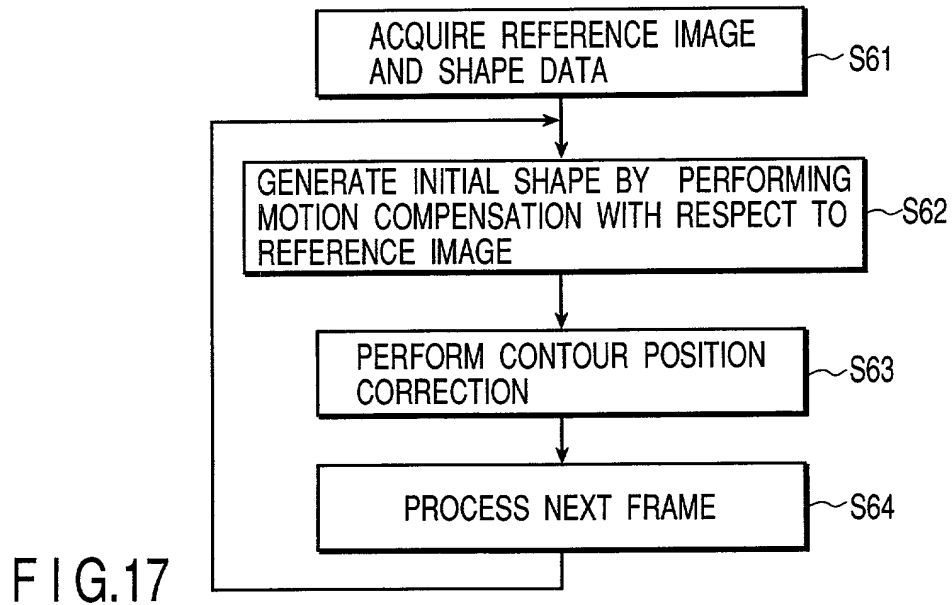 ACQUIRE REFERENCE IMAGE
AND SHAPE DATA
S61
GENERATE INITIAL SHAPE BY PERFORMING
MOTION COMPENSATION WITH RESPECT TO
REFERENCE IMAGE
S62
PERFORM CONTOUR POSITION
CORRECTION
S63
PROCESS NEXT FRAME
S64
FIG.17